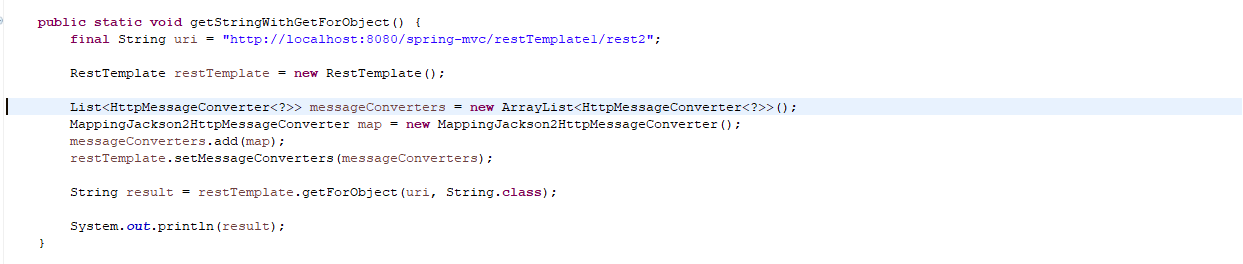 public static void getStringWithGetForObject() {
final String uri = "http://localhost:8080/spring-mvc/restTemplate1/rest2";
RestTemplate restTemplate = new RestTemplate();
List<HttpMessageConverter<?>> messageConverters = new ArrayList<HttpMessageConverter<?>>();
MappingJackson2HttpMessageConverter map = new MappingJackson2HttpMessageConverter();
messageConverters.add(map);
restTemplate.setMessageConverters(messageConverters);
String result = restTemplate.getForObject(uri, String.class);
System.out.println(result);
}